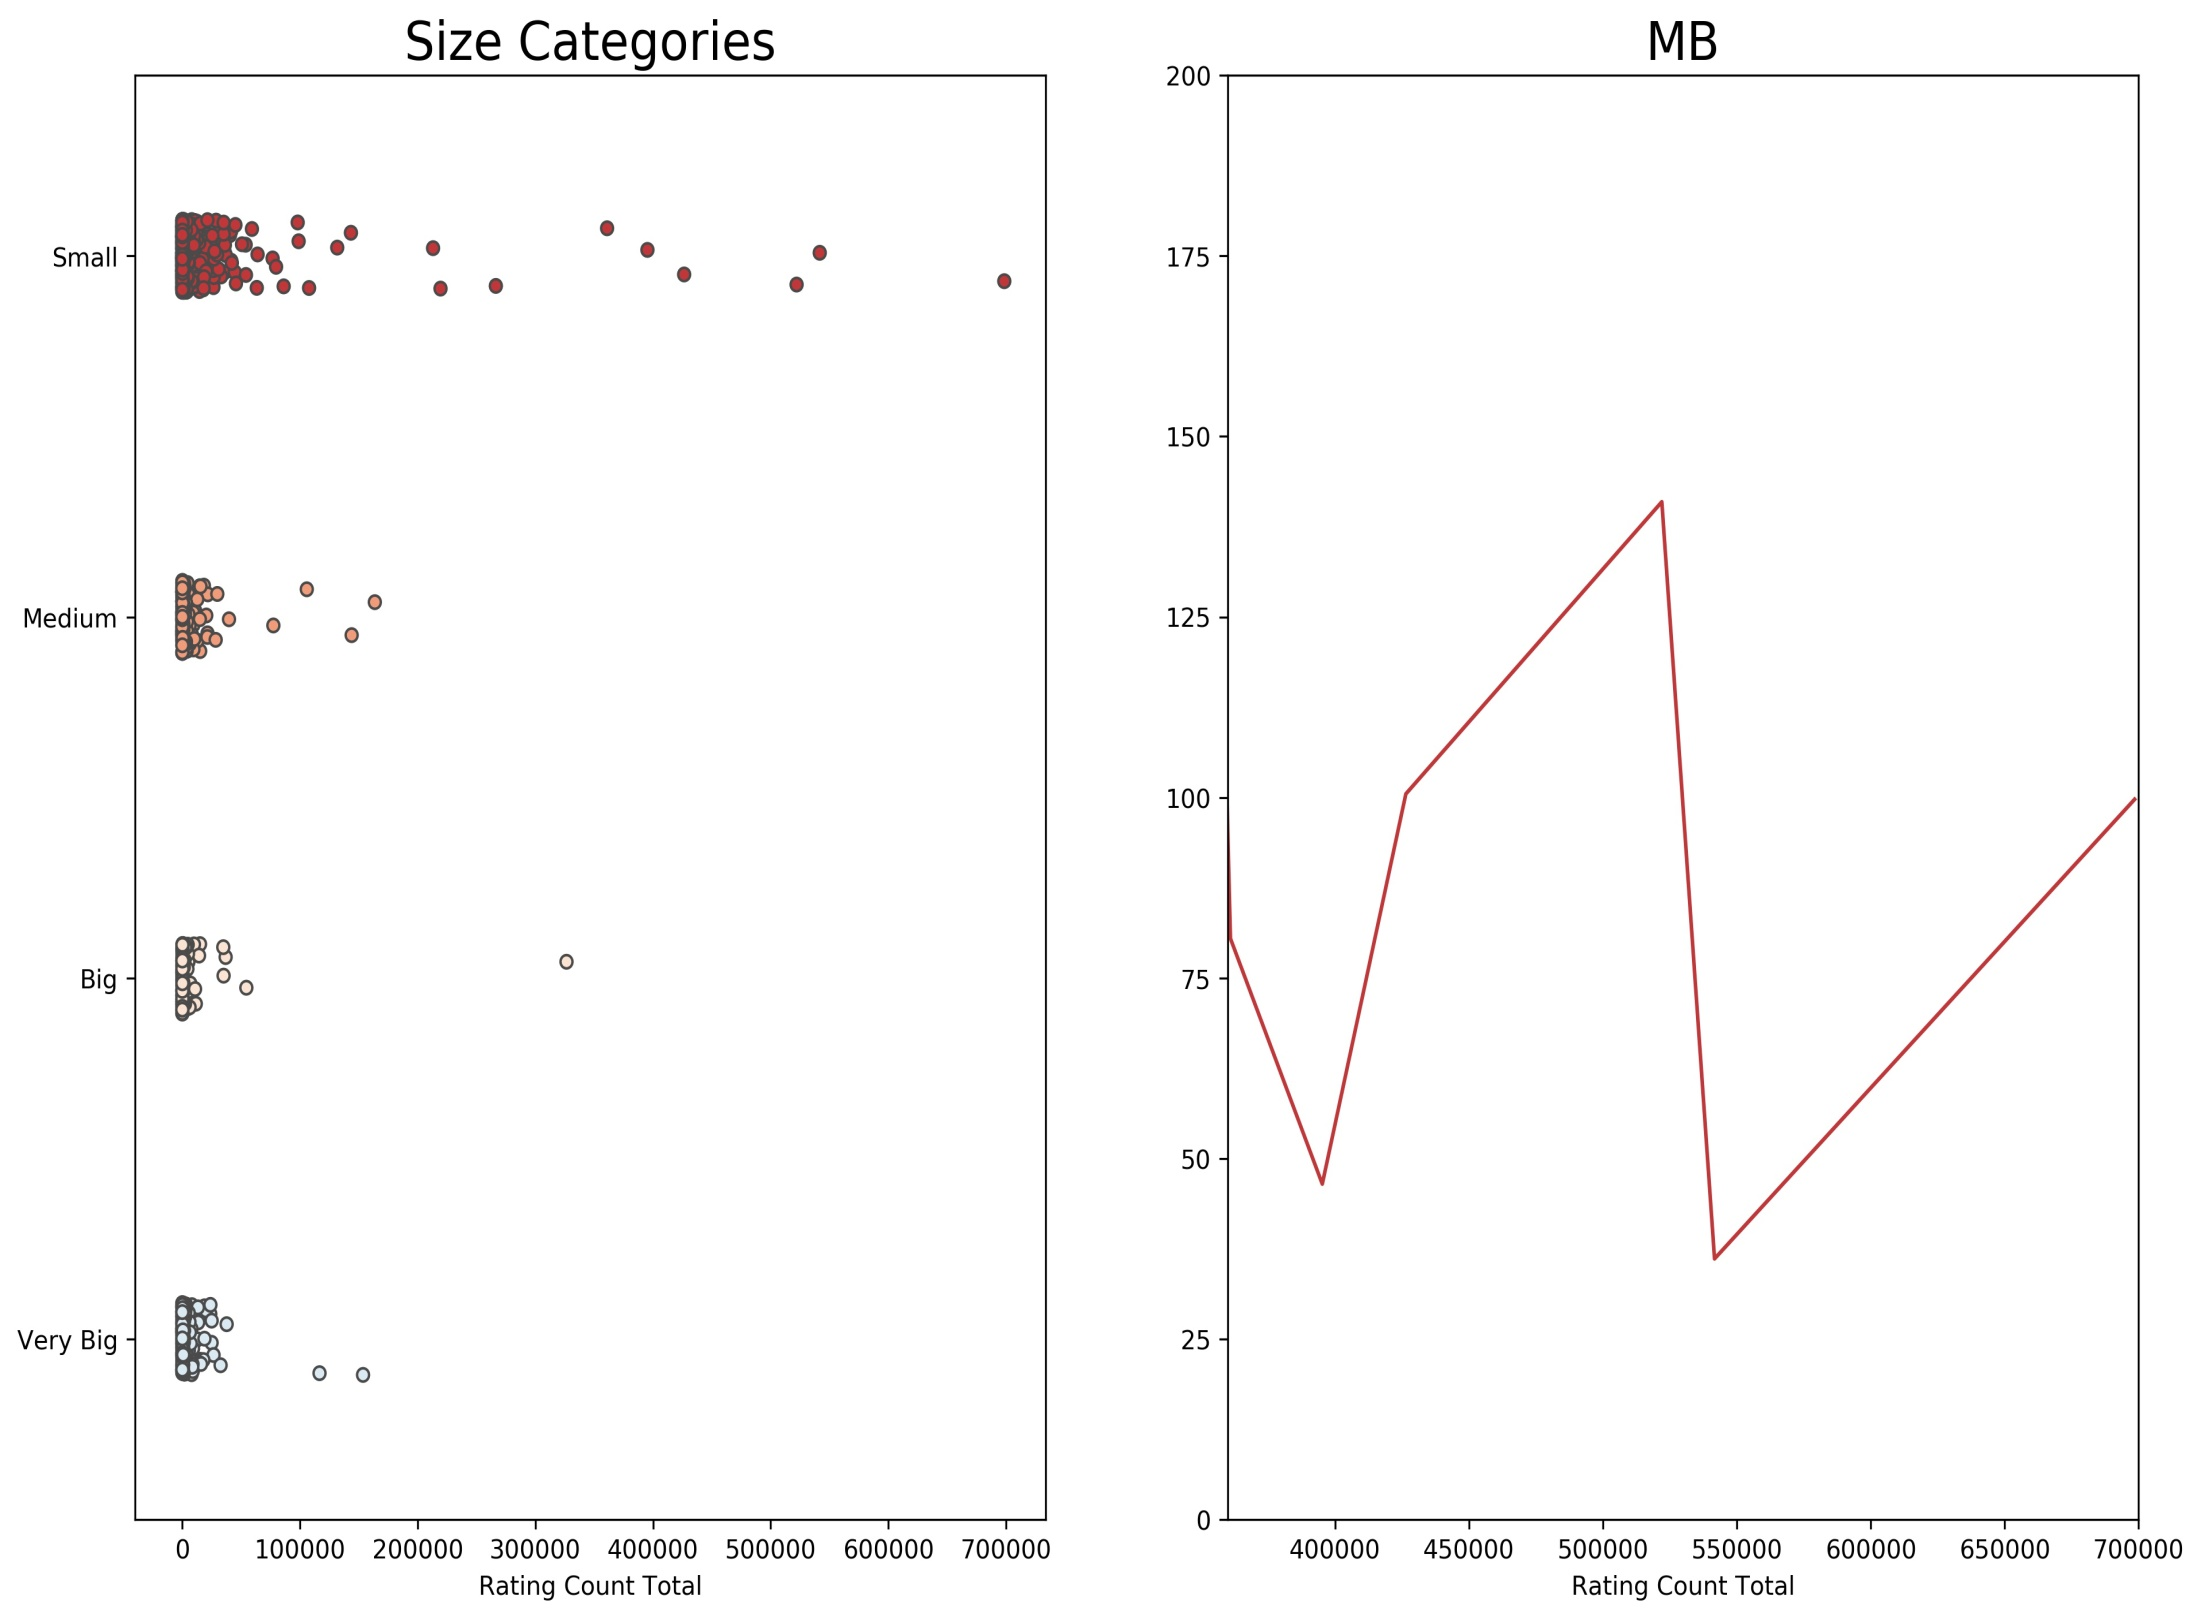 Size Categories
Small
Medium
Big
Very Big
0 100000 200000 300000 400000 500000 600000 700000
Rating Count Total
MB
200
175
150
125
100
75
50
25
0
400000 450000 500000 550000 600000 650000 700000
Rating Count Total